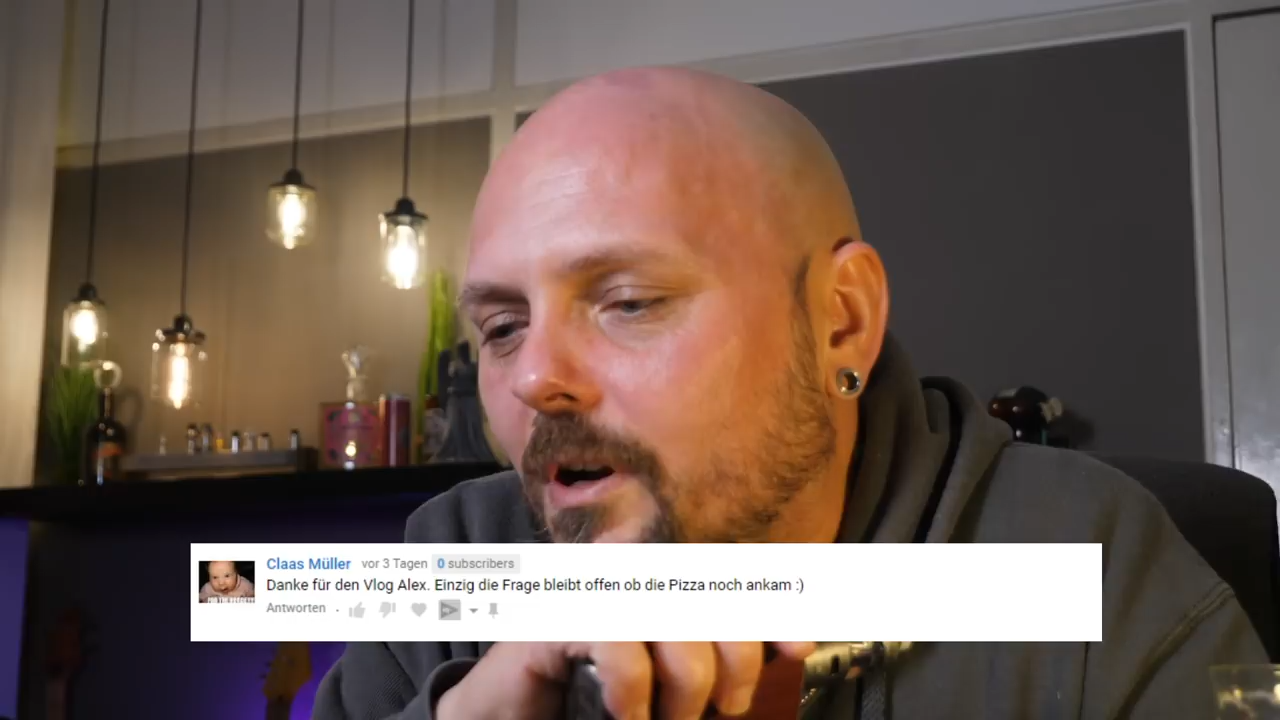 Claas Müller vor 3 Tagen 0 subscribers
Danke für den Vlog Alex. Einzig die Frage bleibt offen ob die Pizza noch ankam :)
Antworten